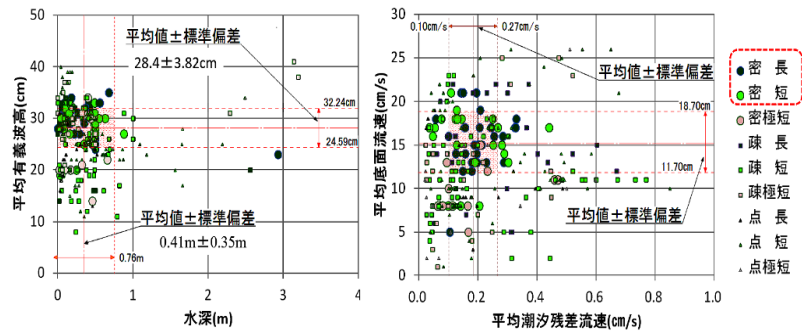 平均有義波高(cm)
50
40
30
20
10
0
平均値±標準偏差
28.4±3.82cm
32.24cm
24.59cm
平均値±標準偏差
0.41m±0.35m
0.76m
0
1
2
3
4
水深(m)
平均底面流速(cm/s)
30
25
20
15
10
5
0
0.10cm/s
0.27cm/s
平均値±標準偏差
18.70cm/s
11.70cm/s
平均値±標準偏差
0.0
0.2
0.4
0.6
0.8
1.0
平均潮汐残差流速(cm/s)
密 長
密 短
密極短
疎 長
疎 短
疎極短
点 長
点 短
点極短